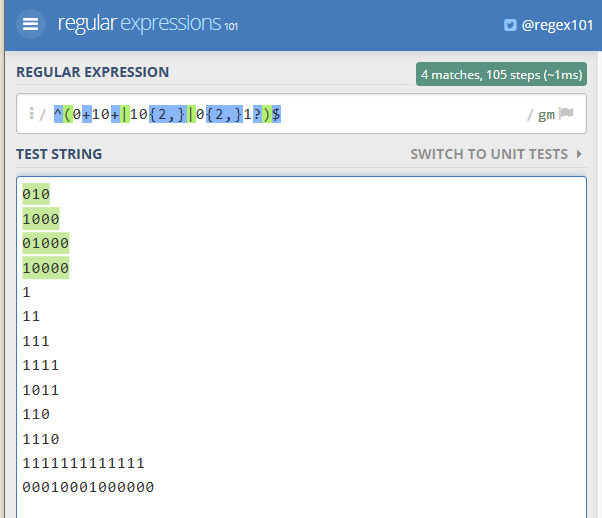 regular expressions 101
@regex101
REGULAR EXPRESSION
4 matches, 105 steps (~1ms)
/ ^(0+10+|10{2,}|0{2,}1?)$ / gm
TEST STRING
SWITCH TO UNIT TESTS
010
1000
01000
10000
1
11
111
1111
1011
110
1110
1111111111111
00010001000000